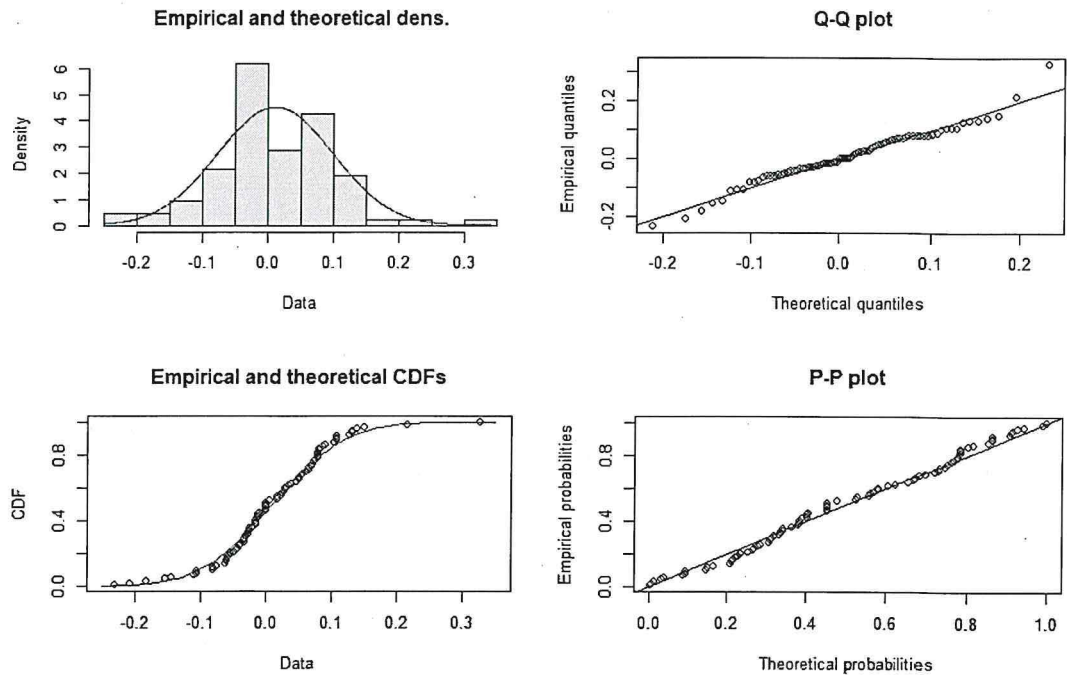 Empirical and theoretical dens.
Density
0 1 2 3 4 5 6
-0.2 -0.1 0.0 0.1 0.2 0.3
Data
Q-Q plot
Empirical quantiles
-0.2 0.0 0.2
-0.2 -0.1 0.0 0.1 0.2
Theoretical quantiles
Empirical and theoretical CDFs
CDF
0.0 0.4 0.8
-0.2 -0.1 0.0 0.1 0.2 0.3
Data
P-P plot
Empirical probabilities
0.0 0.4 0.8
0.0 0.2 0.4 0.6 0.8 1.0
Theoretical probabilities